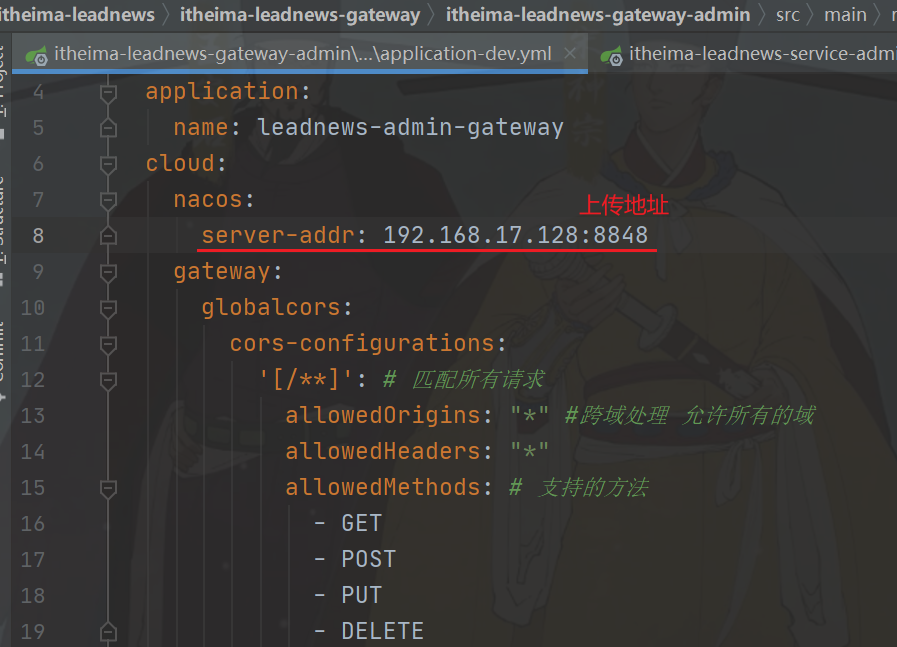 itheima-leadnews 〉 itheima-leadnews-gateway 〉 itheima-leadnews-gateway-admin 〉 src 〉 main 〉
itheima-leadnews-gateway-admin\...\application-dev.yml × itheima-leadnews-service-admi
4 application:
5 name: leadnews-admin-gateway
6 cloud:
7 nacos:
上传地址
8 server-addr: 192.168.17.128:8848
9 gateway:
10 globalcors:
11 cors-configurations:
12 '[/**]': # 匹配所有请求
13 allowedOrigins: "*" #跨域处理 允许所有的域
14 allowedHeaders: "*"
15 allowedMethods: # 支持的方法
16 - GET
17 - POST
18 - PUT
19 - DELETE